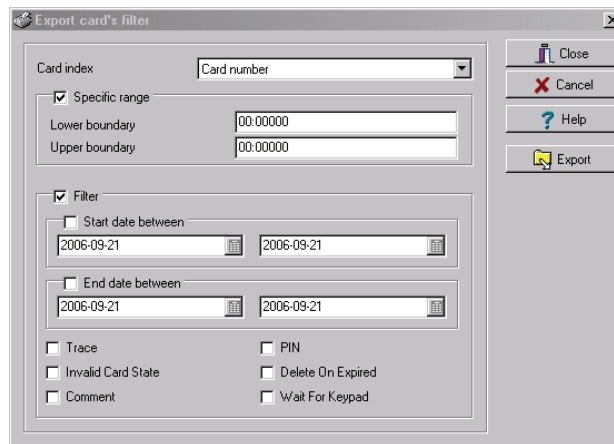 Export card's filter
Card index
Card number
Close
Cancel
Help
Export
Specific range
Lower boundary
00:00000
Upper boundary
00:00000
Filter
Start date between
2006-09-21
2006-09-21
End date between
2006-09-21
2006-09-21
Trace
PIN
Invalid Card State
Delete On Expired
Comment
Wait For Keypad